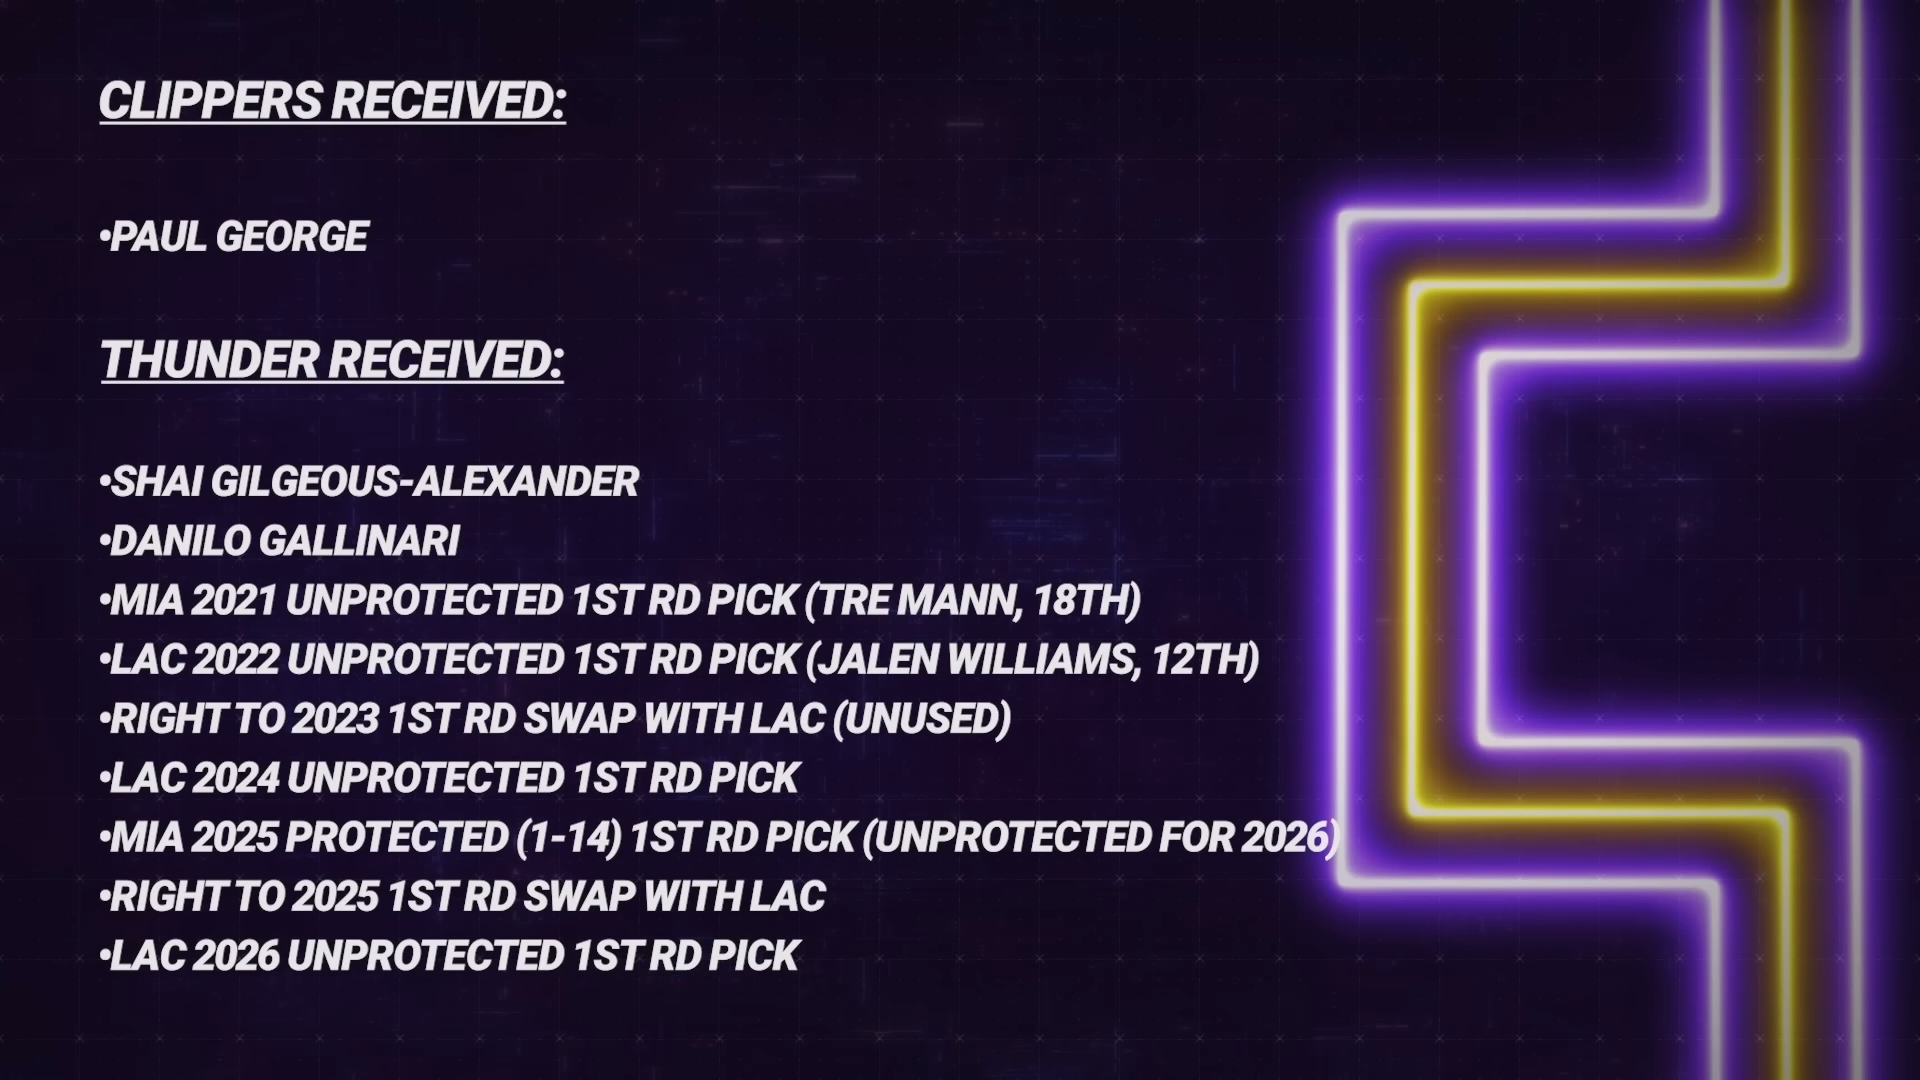 CLIPPERS RECEIVED:
•PAUL GEORGE
THUNDER RECEIVED:
•SHAI GILGEOUS-ALEXANDER
•DANILO GALLINARI
•MIA 2021 UNPROTECTED 1ST RD PICK (TRE MANN, 18TH)
•LAC 2022 UNPROTECTED 1ST RD PICK (JALEN WILLIAMS, 12TH)
•RIGHT TO 2023 1ST RD SWAP WITH LAC (UNUSED)
•LAC 2024 UNPROTECTED 1ST RD PICK
•MIA 2025 PROTECTED (1-14) 1ST RD PICK (UNPROTECTED FOR 2026)
•RIGHT TO 2025 1ST RD SWAP WITH LAC
•LAC 2026 UNPROTECTED 1ST RD PICK